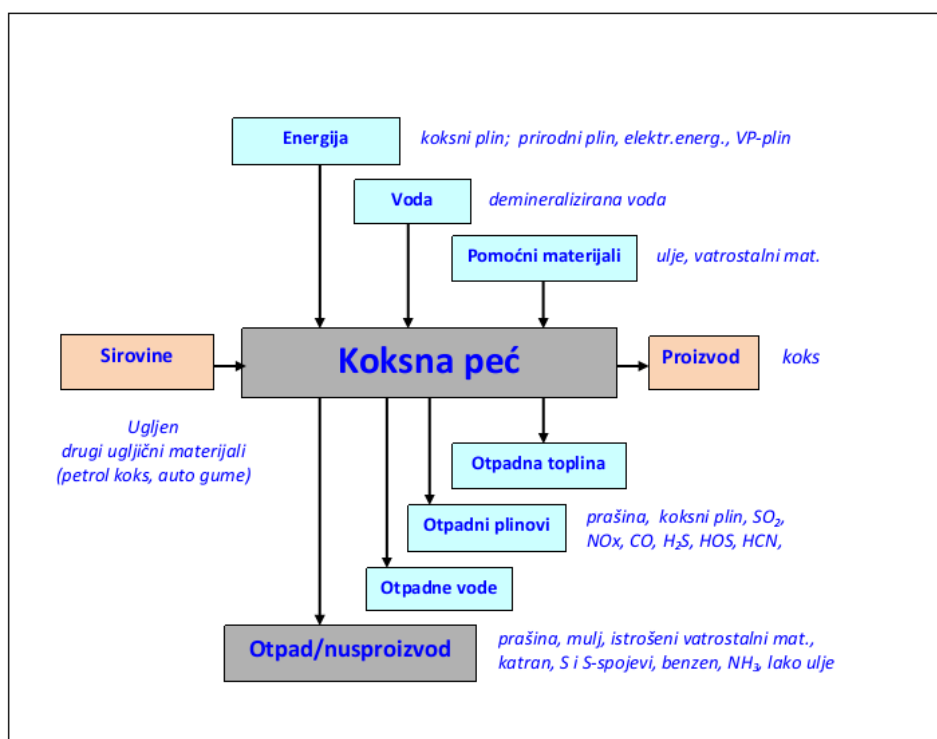 Energija
koksni plin; prirodni plin, elektr.energ., VP-plin
Voda
demineralizirana voda
Pomoćni materijali
ulje, vatrostalni mat.
Sirovine
Koksna peć
Proizvod
koks
Ugljen
drugi ugljični materijali
(petrol koks, auto gume)
Otpadna toplina
Otpadni plinovi
prašina, koksni plin, SO₂,
NOx, CO, H₂S, HOS, HCN,
Otpadne vode
Otpad/nusproizvod
prašina, mulj, istrošeni vatrostalni mat.,
katran, S i S-spojevi, benzen, NH₃, lako ulje